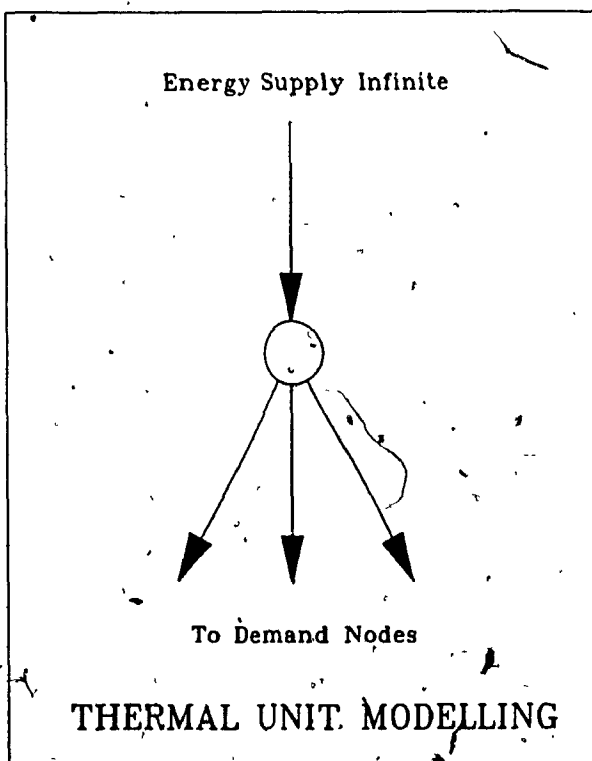 Energy Supply Infinite
To Demand Nodes
THERMAL UNIT. MODELLING